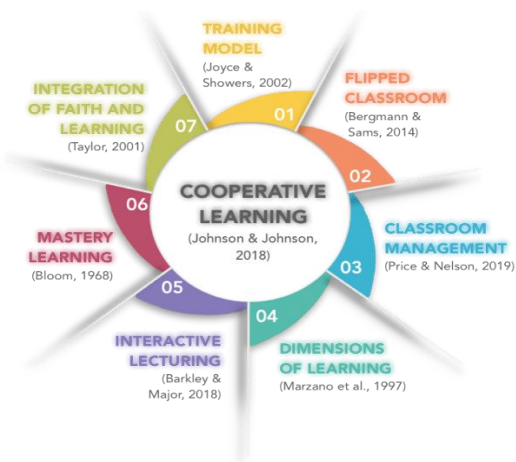 COOPERATIVE
LEARNING
(Johnson & Johnson,
2018)
01
TRAINING
MODEL
(Joyce &
Showers, 2002)
02
FLIPPED
CLASSROOM
(Bergmann &
Sams, 2014)
03
CLASSROOM
MANAGEMENT
(Price & Nelson, 2019)
04
DIMENSIONS
OF LEARNING
(Marzano et al., 1997)
05
INTERACTIVE
LECTURING
(Barkley &
Major, 2018)
06
MASTERY
LEARNING
(Bloom, 1968)
07
INTEGRATION
OF FAITH AND
LEARNING
(Taylor, 2001)